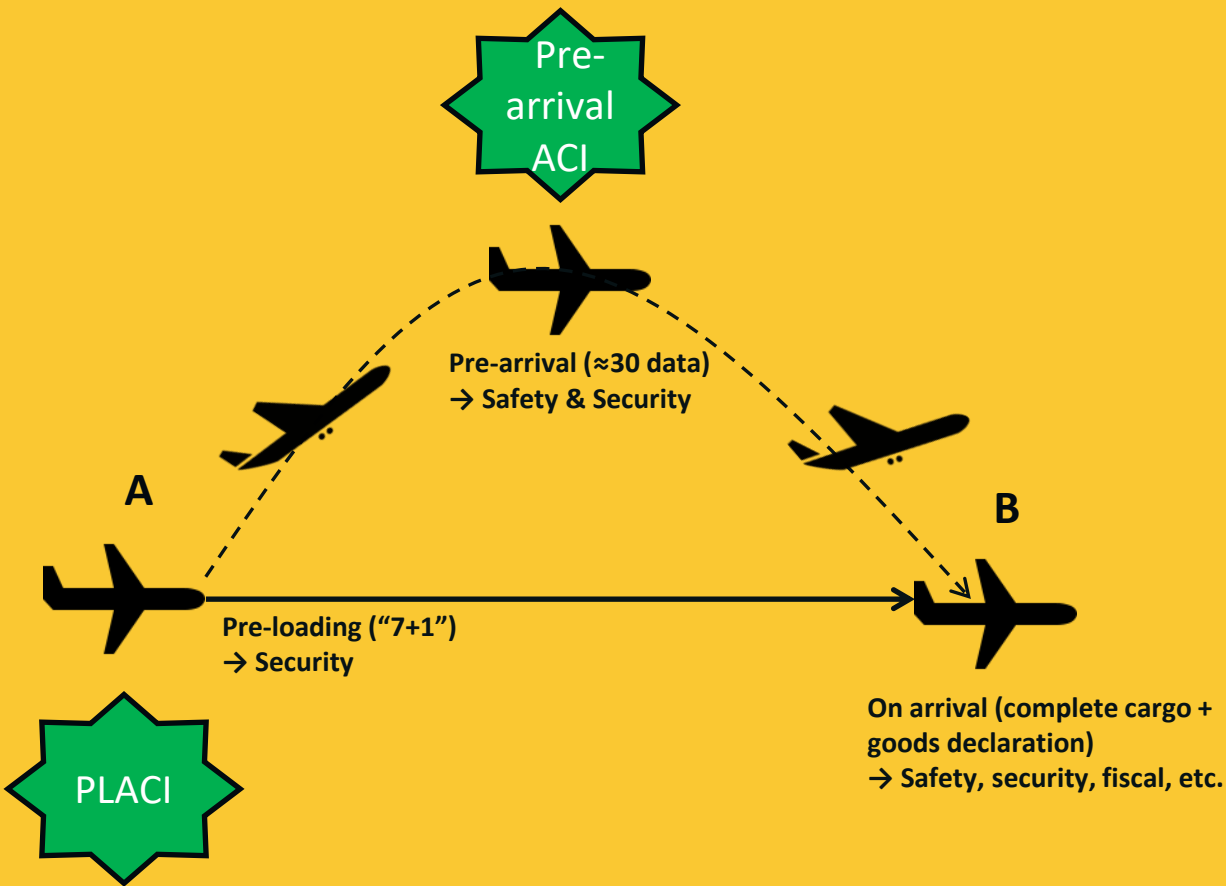 Pre-
arrival
ACI
Pre-arrival (≈30 data)
→ Safety & Security
A
B
Pre-loading (“7+1”)
→ Security
PLACI
On arrival (complete cargo +
goods declaration)
→ Safety, security, fiscal, etc.